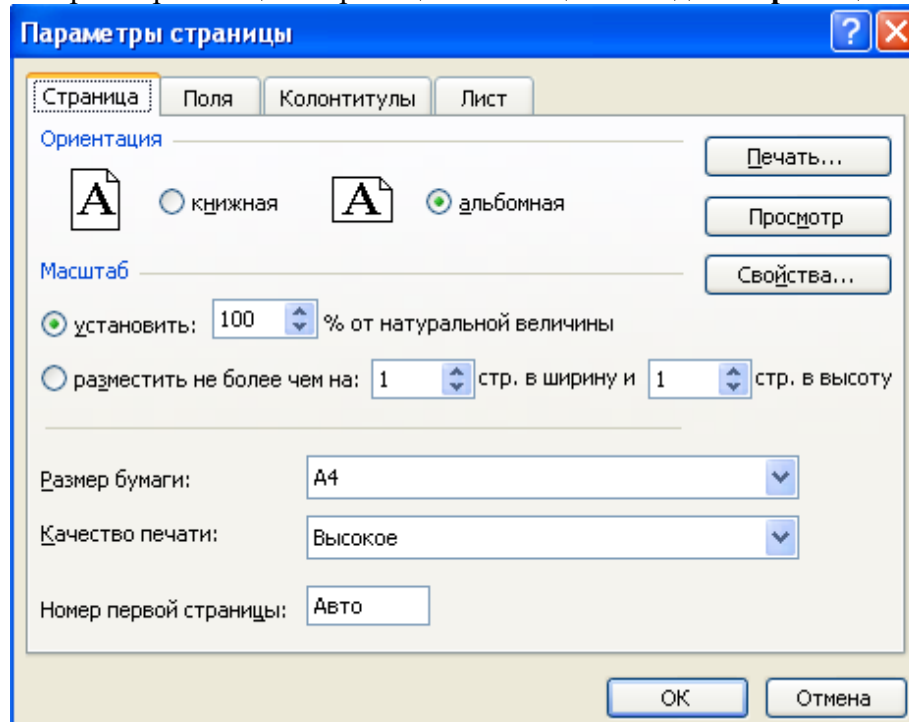 Параметры страницы
Страница Поля Колонтитулы Лист
Ориентация
Печать...
A книжная A альбомная
Просмотр
Масштаб
Свойства...
установить: 100 % от натуральной величины
разместить не более чем на: 1 стр. в ширину и 1 стр. в высоту
Размер бумаги: A4
Качество печати: Высокое
Номер первой страницы: Авто
ОК Отмена